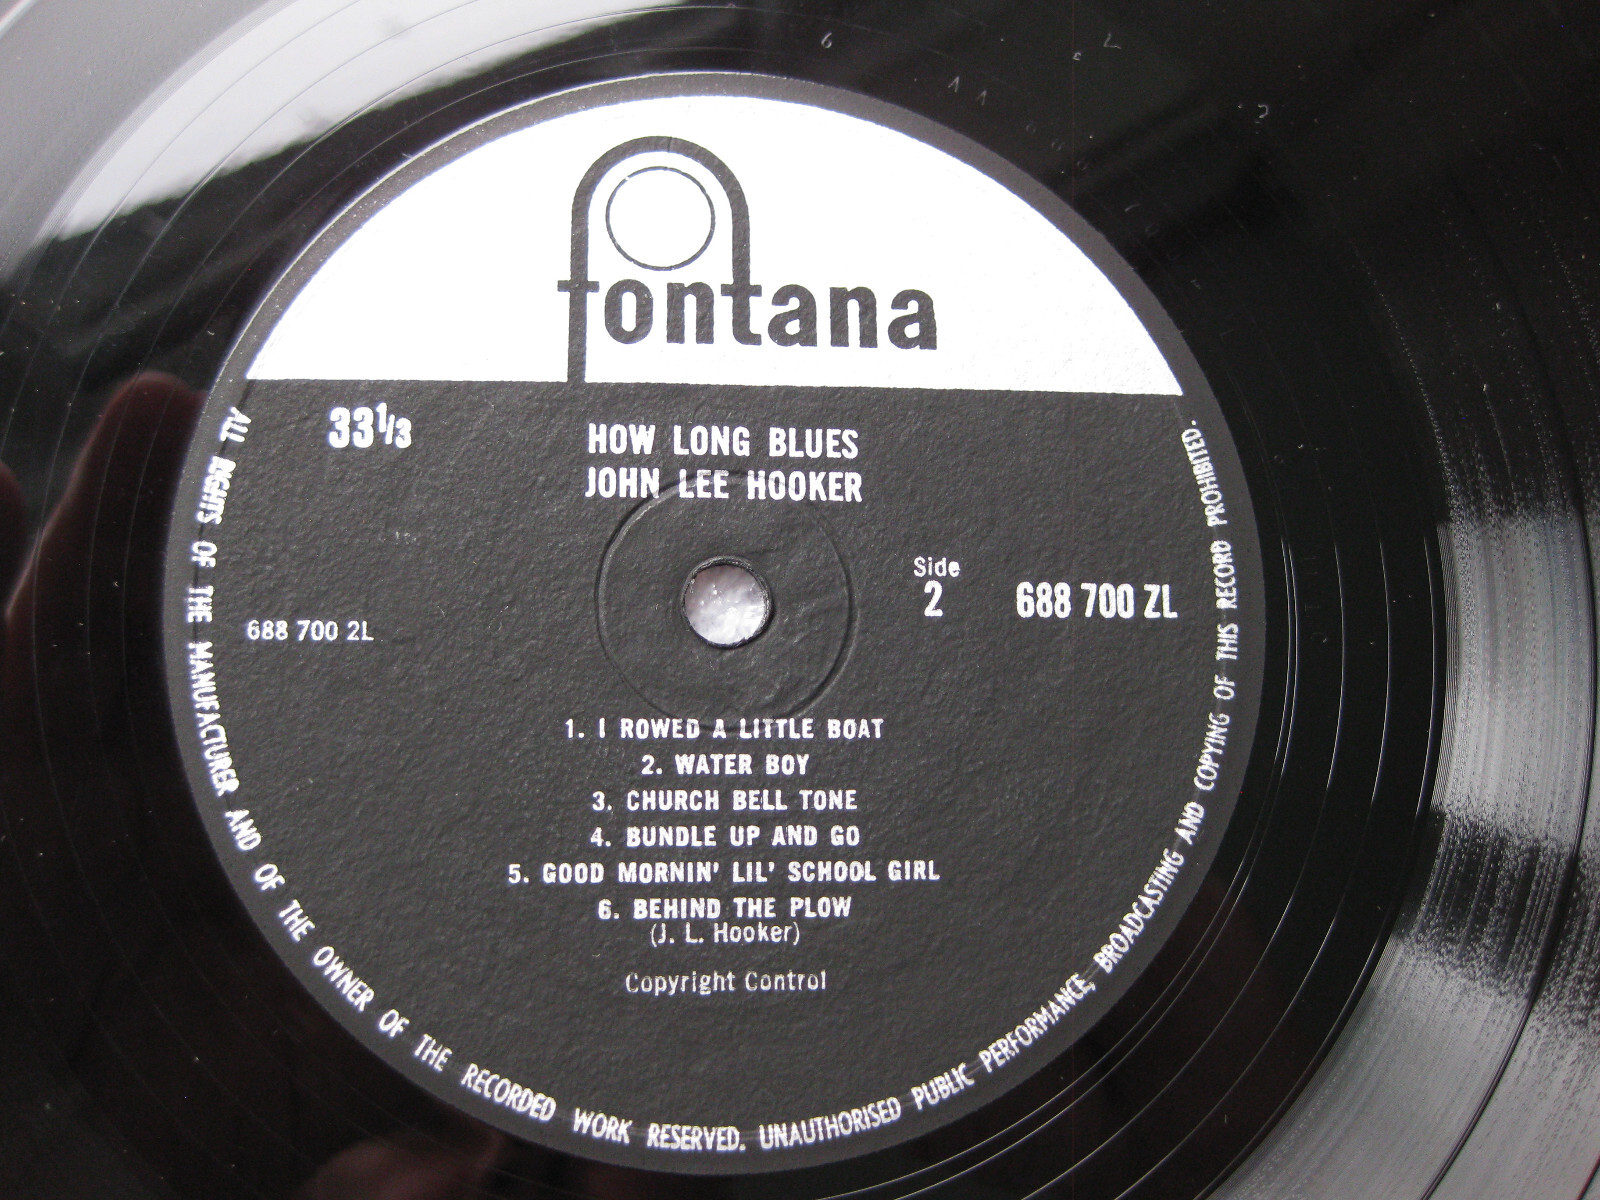 fontana
33 1/3
HOW LONG BLUES
JOHN LEE HOOKER
Side
2
688 700 ZL
688 700 2L
1. I ROWED A LITTLE BOAT
2. WATER BOY
3. CHURCH BELL TONE
4. BUNDLE UP AND GO
5. GOOD MORNIN' LIL' SCHOOL GIRL
6. BEHIND THE PLOW
(J. L. Hooker)
Copyright Control
ALL RIGHTS OF THE MANUFACTURER AND OF THE OWNER OF THE RECORDED WORK RESERVED. UNAUTHORISED PUBLIC PERFORMANCE, BROADCASTING AND COPYING OF THIS RECORD PROHIBITED.